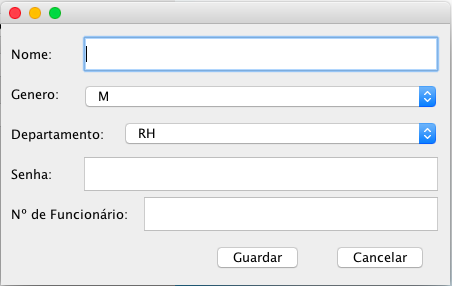 Nome:
Genero: M
Departamento: RH
Senha:
Nº de Funcionário:
Guardar Cancelar